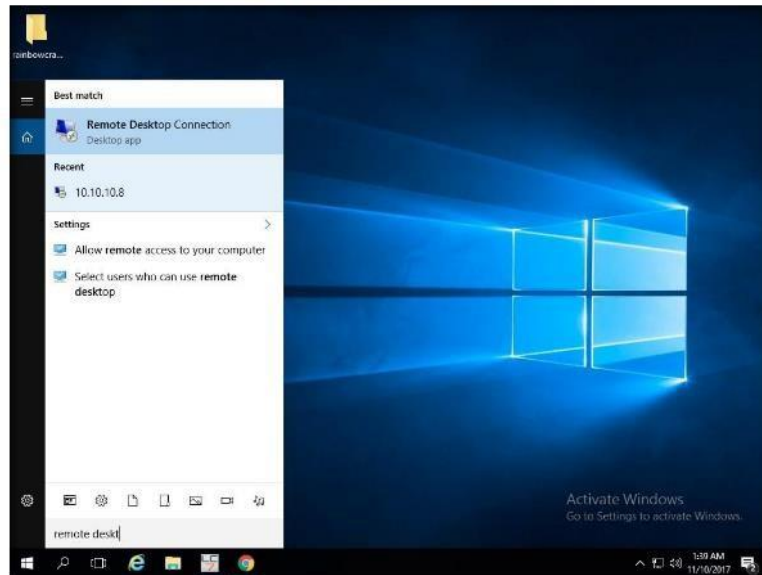 rainbowcra...
Best match
Remote Desktop Connection
Desktop app
Recent
10.10.10.8
Settings
Allow remote access to your computer
Select users who can use remote
desktop
Activate Windows
Go to Settings to activate Windows.
remote deskt
1:39 AM
11/10/2017
2